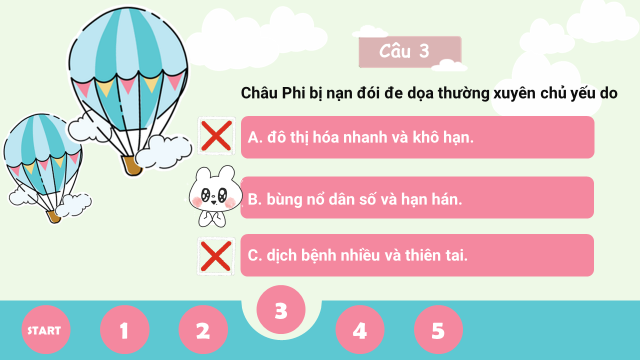 Câu 3
Châu Phi bị nạn đói đe dọa thường xuyên chủ yếu do
A. đô thị hóa nhanh và khô hạn.
B. bùng nổ dân số và hạn hán.
C. dịch bệnh nhiều và thiên tai.
START 1 2 3 4 5